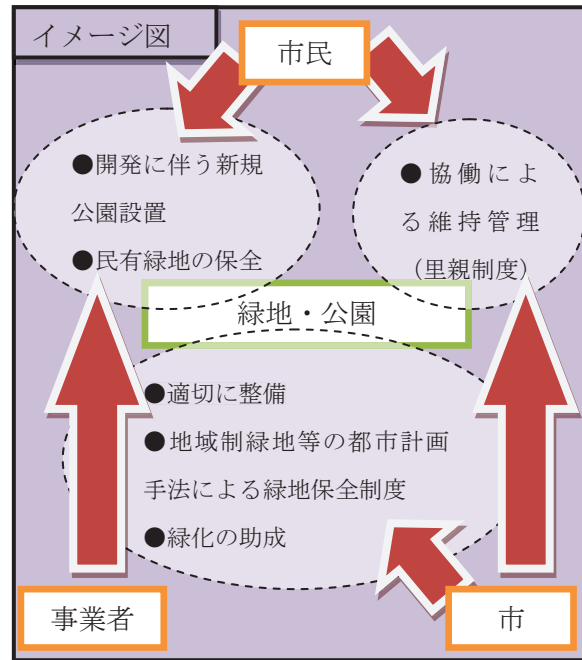 イメージ図
市民
●開発に伴う新規
公園設置
●民有緑地の保全
●協働によ
る維持管理
（里親制度）
緑地・公園
●適切に整備
●地域制緑地等の都市計画
手法による緑地保全制度
●緑化の助成
事業者
市